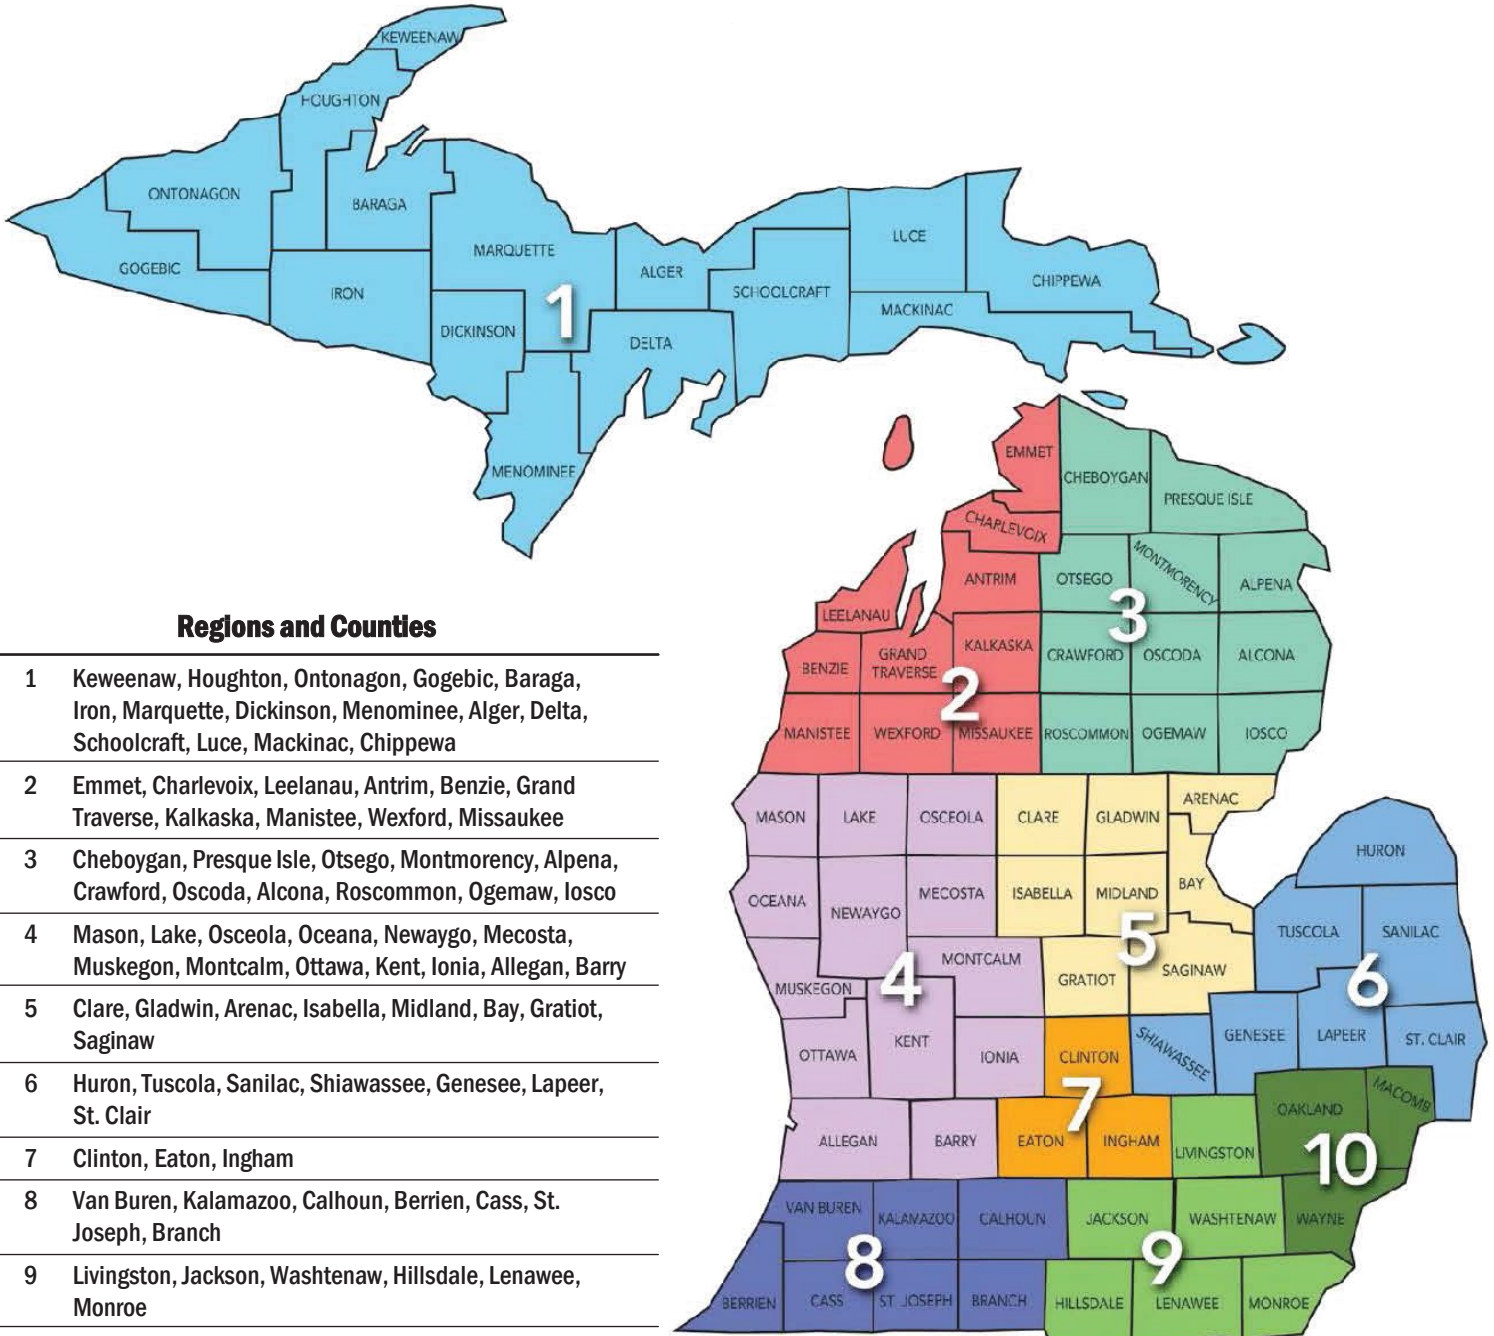 KEWEENAW
HOUGHTON
ONTONAGON
BARAGA
GOGEBIC
IRON
MARQUETTE
DICKINSON
1
ALGER
DELTA
MENOMINEE
SCHOOLCRAFT
LUCE
MACKINAC
CHIPPEWA
EMMET
CHEBOYGAN
PRESQUE ISLE
CHARLEVOIX
ANTRIM
OTSEGO
MONTMORENCY
ALPENA
3
LEELANAU
BENZIE
GRAND
TRAVERSE
KALKASKA
CRAWFORD
OSCODA
ALCONA
2
MANISTEE
WEXFORD
MISSAUKEE
ROSCOMMON
OGEMAW
IOSCO
MASON
LAKE
OSCEOLA
CLARE
GLADWIN
ARENAC
HURON
OCEANA
NEWAYGO
MECOSTA
ISABELLA
MIDLAND
BAY
5
TUSCOLA
SANILAC
6
MUSKEGON
4
MONTCALM
GRATIOT
SAGINAW
OTTAWA
KENT
IONIA
CLINTON
SHIAWASSEE
GENESEE
LAPEER
ST. CLAIR
7
ALLEGAN
BARRY
EATON
INGHAM
LIVINGSTON
OAKLAND
MACOMB
10
VAN BUREN
KALAMAZOO
CALHOUN
JACKSON
WASHTENAW
WAYNE
8
9
BERRIEN
CASS
ST. JOSEPH
BRANCH
HILLSDALE
LENAWEE
MONROE
Regions and Counties
1 Keweenaw, Houghton, Ontonagon, Gogebic, Baraga,
Iron, Marquette, Dickinson, Menominee, Alger, Delta,
Schoolcraft, Luce, Mackinac, Chippewa
2 Emmet, Charlevoix, Leelanau, Antrim, Benzie, Grand
Traverse, Kalkaska, Manistee, Wexford, Missaukee
3 Cheboygan, Presque Isle, Otsego, Montmorency, Alpena,
Crawford, Oscoda, Alcona, Roscommon, Ogemaw, Iosco
4 Mason, Lake, Osceola, Oceana, Newaygo, Mecosta,
Muskegon, Montcalm, Ottawa, Kent, Ionia, Allegan, Barry
5 Clare, Gladwin, Arenac, Isabella, Midland, Bay, Gratiot,
Saginaw
6 Huron, Tuscola, Sanilac, Shiawassee, Genesee, Lapeer,
St. Clair
7 Clinton, Eaton, Ingham
8 Van Buren, Kalamazoo, Calhoun, Berrien, Cass, St.
Joseph, Branch
9 Livingston, Jackson, Washtenaw, Hillsdale, Lenawee,
Monroe